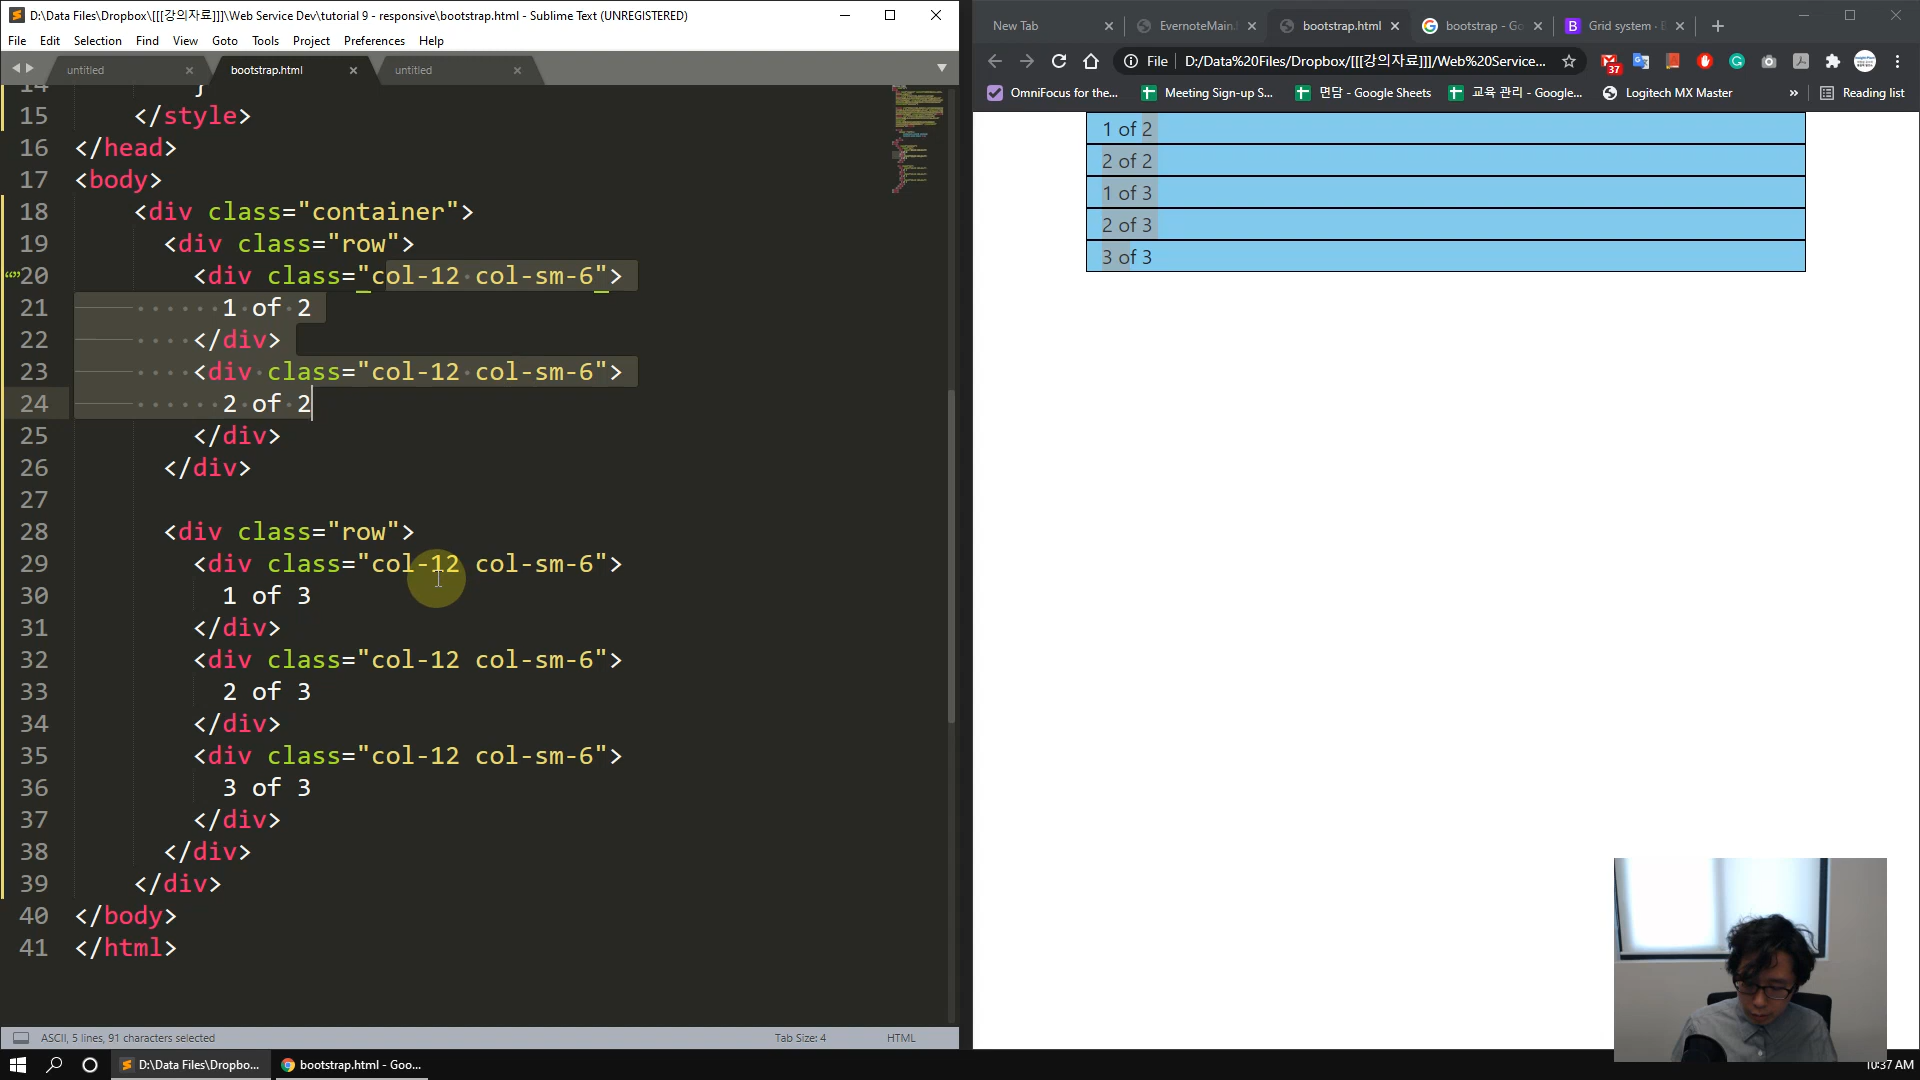 D:\Data Files\Dropbox\[[[강의자료]]]\Web Service Dev\tutorial 9 - responsive\bootstrap.html - Sublime Text (UNREGISTERED)
File Edit Selection Find View Goto Tools Project Preferences Help
untitled
bootstrap.html
untitled
14 }
15 </style>
16 </head>
17 <body>
18 <div class="container">
19 <div class="row">
20 <div class="col-12 col-sm-6">
21 1 of 2
22 </div>
23 <div class="col-12 col-sm-6">
24 2 of 2
25 </div>
26 </div>
27
28 <div class="row">
29 <div class="col-12 col-sm-6">
30 1 of 3
31 </div>
32 <div class="col-12 col-sm-6">
33 2 of 3
34 </div>
35 <div class="col-12 col-sm-6">
36 3 of 3
37 </div>
38 </div>
39 </div>
40 </body>
41 </html>
ASCII, 5 lines, 91 characters selected
Tab Size: 4
HTML
New Tab
EvernoteMain.
bootstrap.html
bootstrap - Go
Grid system ·
File D:/Data%20Files/Dropbox/[[[강의자료]]]/Web%20Service...
37
OmniFocus for the...
Meeting Sign-up S...
면담 - Google Sheets
교육 관리 - Google...
Logitech MX Master
»
Reading list
1 of 2
2 of 2
1 of 3
2 of 3
3 of 3
D:\Data Files\Dropbo...
bootstrap.html - Goo...
10:37 AM